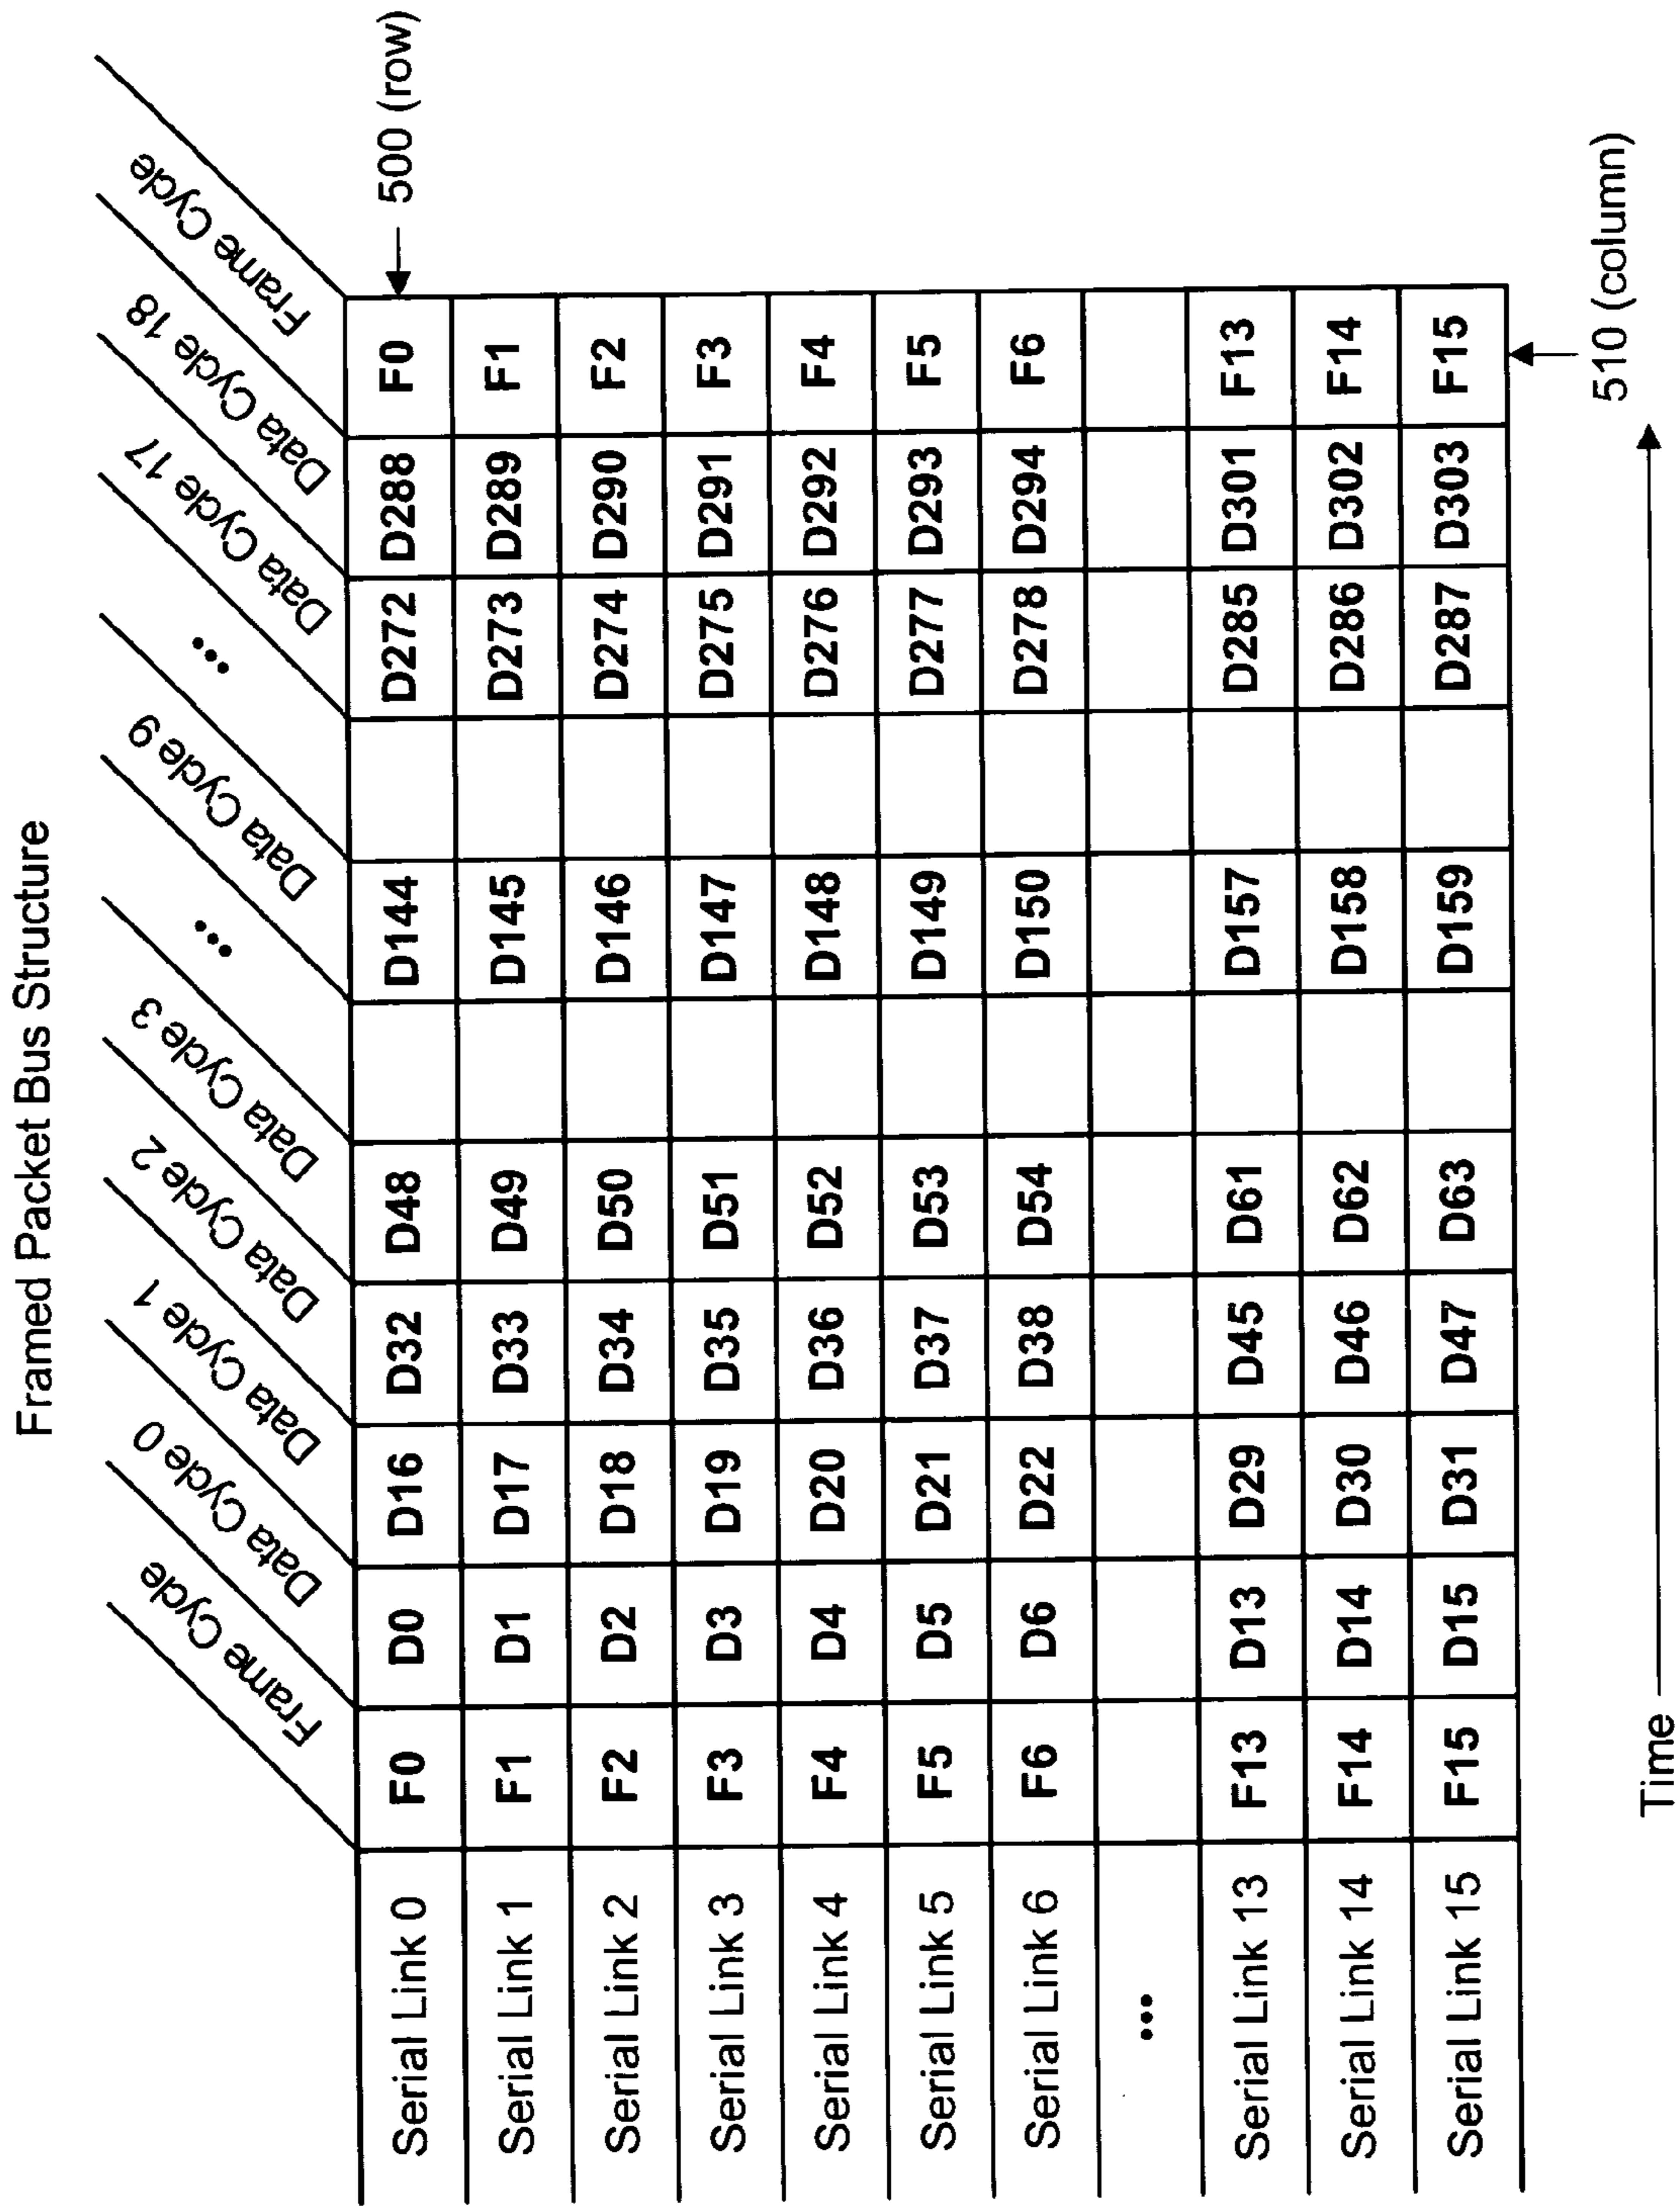 Framed Packet Bus Structure
Frame Cycle
Data Cycle 0
Data Cycle 1
Data Cycle 2
Data Cycle 3
...
Data Cycle 9
...
Data Cycle 17
Data Cycle 18
Frame Cycle
Serial Link 0 F0 D0 D16 D32 D48 D144 D272 D288 F0 500 (row)
Serial Link 1 F1 D1 D17 D33 D49 D145 D273 D289 F1
Serial Link 2 F2 D2 D18 D34 D50 D146 D274 D290 F2
Serial Link 3 F3 D3 D19 D35 D51 D147 D275 D291 F3
Serial Link 4 F4 D4 D20 D36 D52 D148 D276 D292 F4
Serial Link 5 F5 D5 D21 D37 D53 D149 D277 D293 F5
Serial Link 6 F6 D6 D22 D38 D54 D150 D278 D294 F6
...
Serial Link 13 F13 D13 D29 D45 D61 D157 D285 D301 F13
Serial Link 14 F14 D14 D30 D46 D62 D158 D286 D302 F14
Serial Link 15 F15 D15 D31 D47 D63 D159 D287 D303 F15
510 (column)
Time